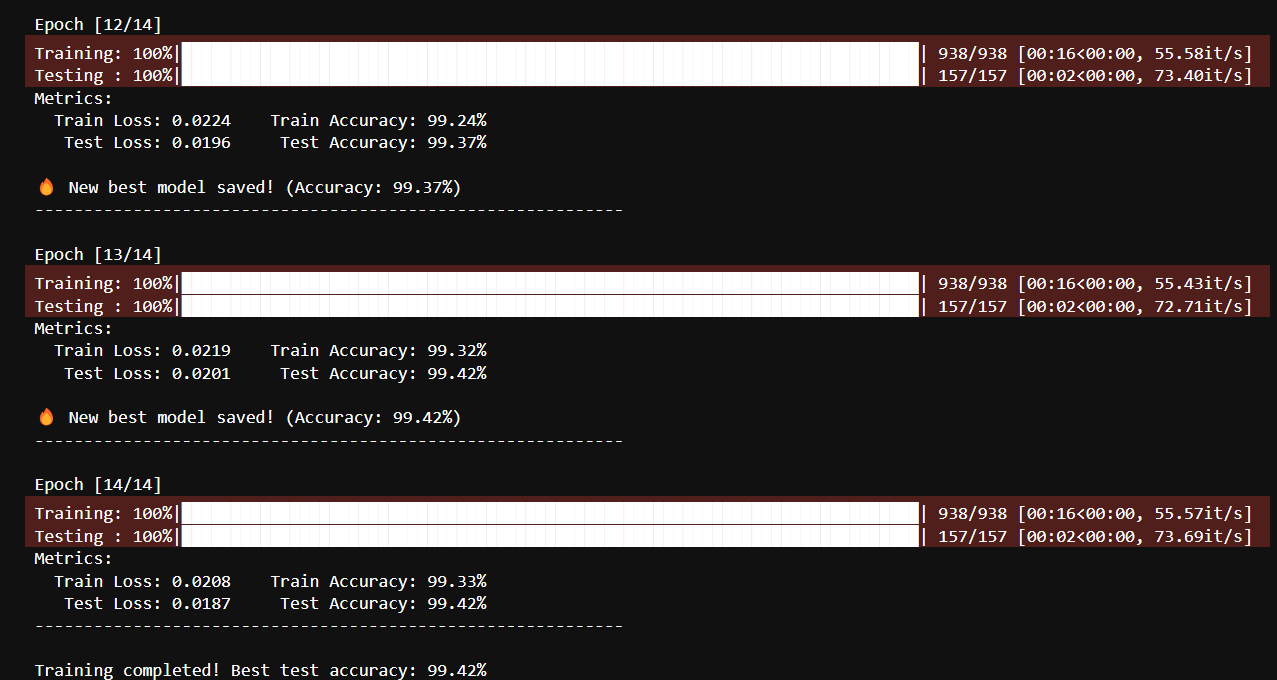 Epoch [12/14]
Training: 100%|██████████| 938/938 [00:16<00:00, 55.58it/s]
Testing : 100%|██████████| 157/157 [00:02<00:00, 73.40it/s]
Metrics:
Train Loss: 0.0224    Train Accuracy: 99.24%
Test Loss: 0.0196     Test Accuracy: 99.37%
🔥 New best model saved! (Accuracy: 99.37%)
------------------------------------------------------------
Epoch [13/14]
Training: 100%|██████████| 938/938 [00:16<00:00, 55.43it/s]
Testing : 100%|██████████| 157/157 [00:02<00:00, 72.71it/s]
Metrics:
Train Loss: 0.0219    Train Accuracy: 99.32%
Test Loss: 0.0201     Test Accuracy: 99.42%
🔥 New best model saved! (Accuracy: 99.42%)
------------------------------------------------------------
Epoch [14/14]
Training: 100%|██████████| 938/938 [00:16<00:00, 55.57it/s]
Testing : 100%|██████████| 157/157 [00:02<00:00, 73.69it/s]
Metrics:
Train Loss: 0.0208    Train Accuracy: 99.33%
Test Loss: 0.0187     Test Accuracy: 99.42%
------------------------------------------------------------
Training completed! Best test accuracy: 99.42%